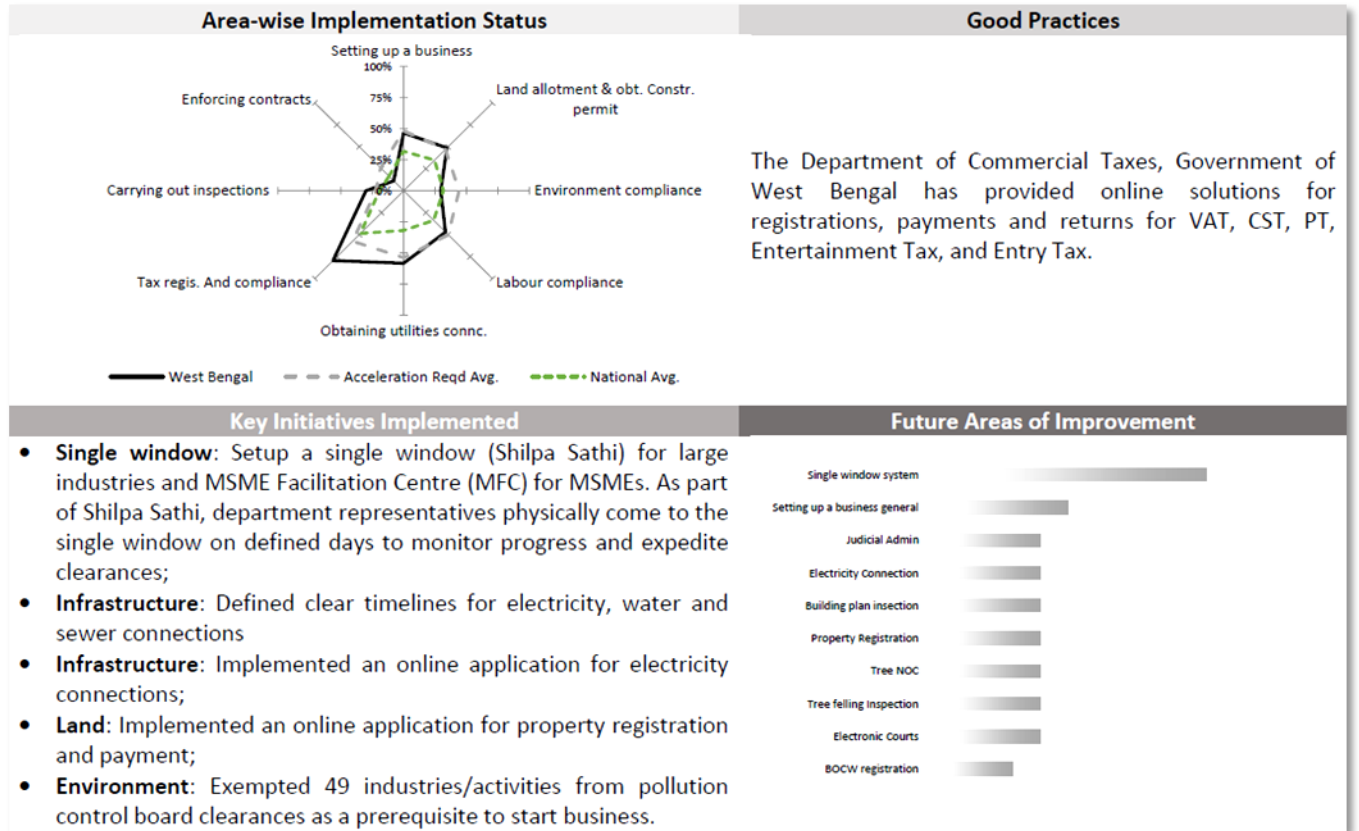 Area-wise Implementation Status
Setting up a business
100%
75%
50%
25%
0%
Land allotment & obt. Constr.
permit
Environment compliance
Labour compliance
Obtaining utilities connc.
Tax regis. And compliance
Carrying out inspections
Enforcing contracts
West Bengal
Acceleration Reqd Avg.
National Avg.
Good Practices
The Department of Commercial Taxes, Government of
West Bengal has provided online solutions for
registrations, payments and returns for VAT, CST, PT,
Entertainment Tax, and Entry Tax.
Key Initiatives Implemented
• Single window: Setup a single window (Shilpa Sathi) for large
industries and MSME Facilitation Centre (MFC) for MSMEs. As part
of Shilpa Sathi, department representatives physically come to the
single window on defined days to monitor progress and expedite
clearances;
• Infrastructure: Defined clear timelines for electricity, water and
sewer connections
• Infrastructure: Implemented an online application for electricity
connections;
• Land: Implemented an online application for property registration
and payment;
• Environment: Exempted 49 industries/activities from pollution
control board clearances as a prerequisite to start business.
Future Areas of Improvement
Single window system
Setting up a business general
Judicial Admin
Electricity Connection
Building plan insection
Property Registration
Tree NOC
Tree felling Inspection
Electronic Courts
BOCW registration